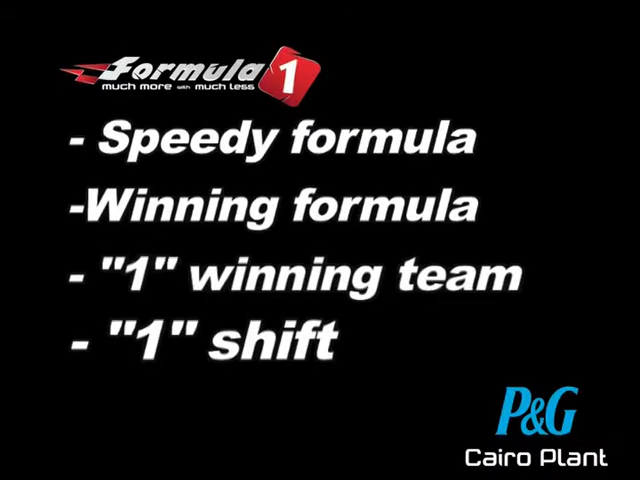 Formula 1
much more with much less
- Speedy formula
-Winning formula
- "1" winning team
- "1" shift
P&G
Cairo Plant